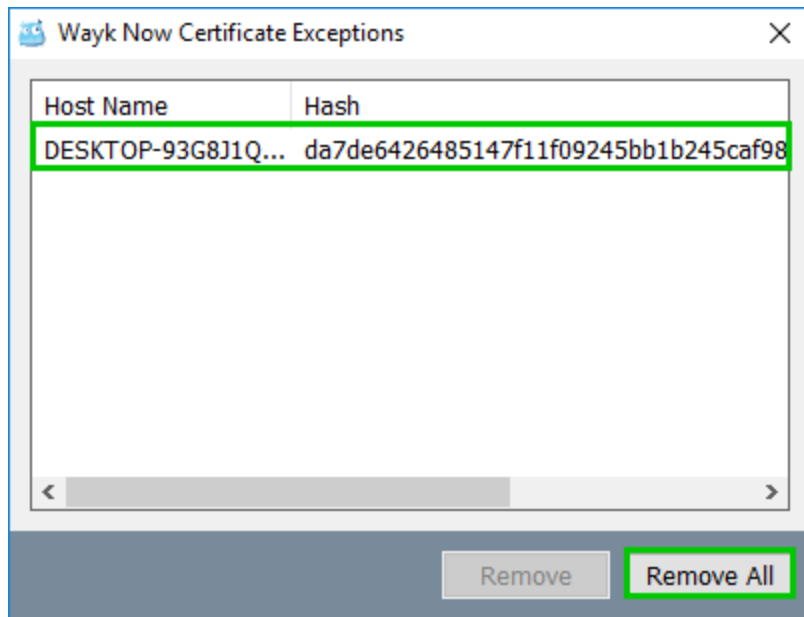 Wayk Now Certificate Exceptions
Host Name Hash
DESKTOP-93G8J1Q... da7de6426485147f11f09245bb1b245caf98
Remove Remove All